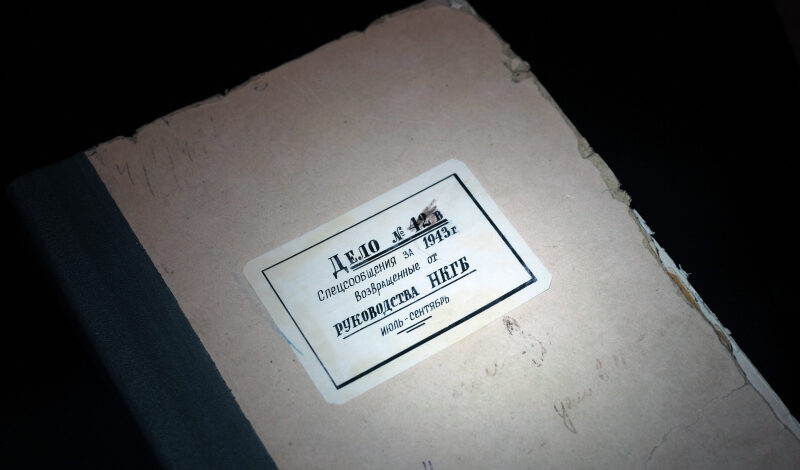 Дело № 42 в
Спецсообщения за 1943 г
возвращенные от
руководства НКГБ
июль-сентябрь